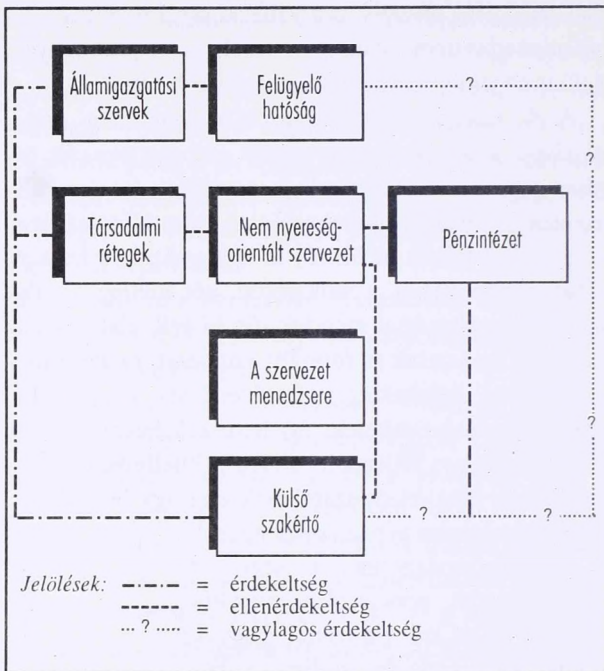 Államigazgatási
szervek
Felügyelő
hatóság
?
?
Társadalmi
rétegek
Nem nyereség-
orientált szervezet
Pénzintézet
A szervezet
menedzsere
?
Külső
szakértő
?
?
Jelölések:
= érdekeltség
= ellenérdekeltség
? = vagylagos érdekeltség